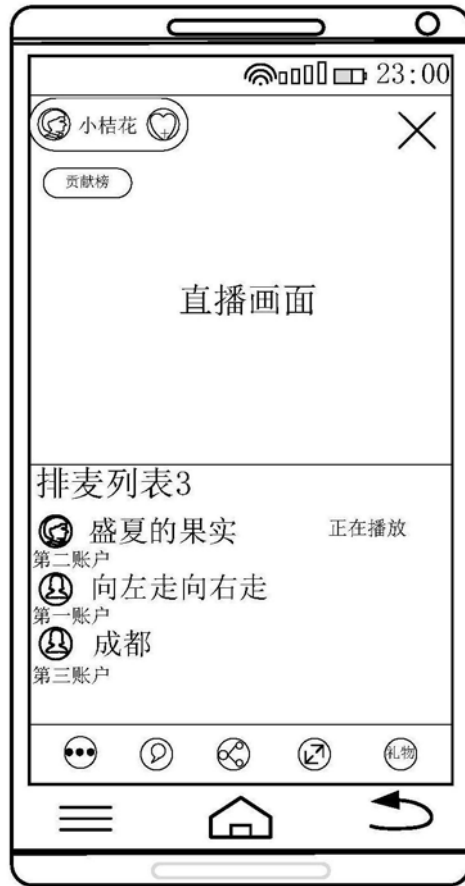 23:00
小桔花
贡献榜
直播画面
排麦列表3
盛夏的果实 正在播放
第二账户
向左走向右走
第一账户
成都
第三账户
礼物